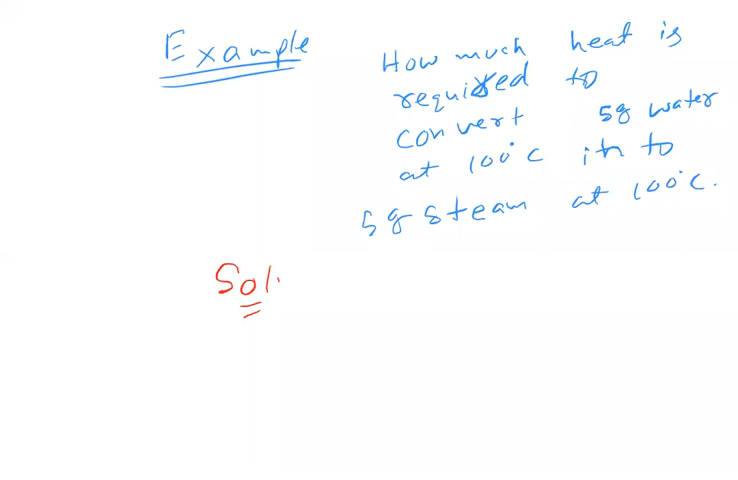 Example
How much heat is
required to
convert 5g water
at 100°C in to
5g steam at 100°C.
Sol.